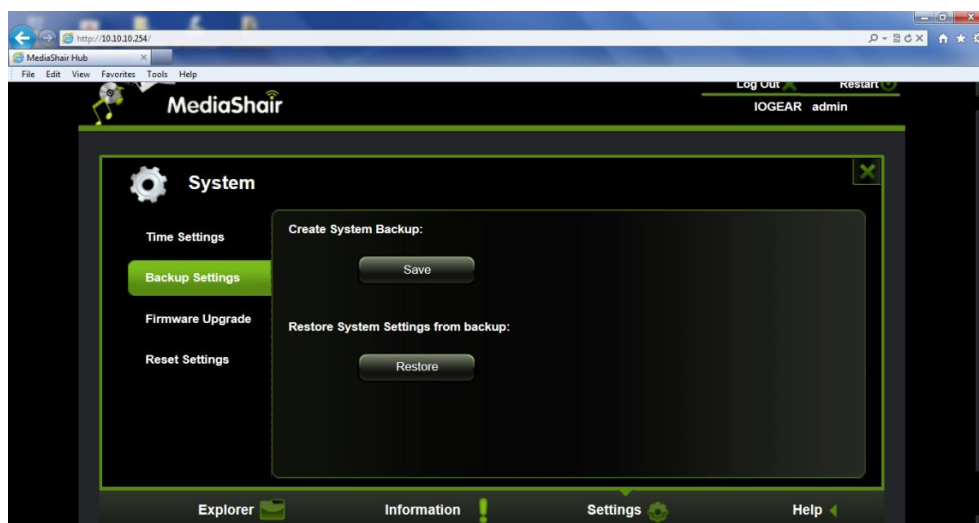 http://10.10.10.254/
MediaShair Hub
File Edit View Favorites Tools Help
MediaShair
Log Out Restart
IOGEAR admin
System
Time Settings
Create System Backup:
Backup Settings
Save
Firmware Upgrade
Restore System Settings from backup:
Reset Settings
Restore
Explorer Information Settings Help